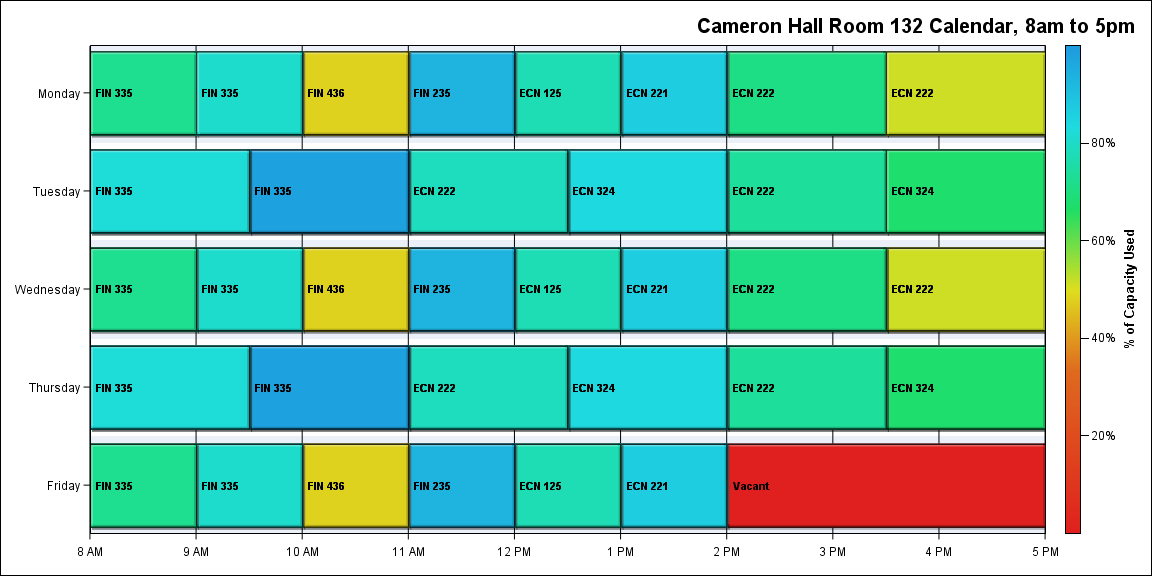 Cameron Hall Room 132 Calendar, 8am to 5pm
Monday
FIN 335 FIN 335 FIN 436 FIN 235 ECN 125 ECN 221 ECN 222 ECN 222
Tuesday
FIN 335 FIN 335 ECN 222 ECN 324 ECN 222 ECN 324
Wednesday
FIN 335 FIN 335 FIN 436 FIN 235 ECN 125 ECN 221 ECN 222 ECN 222
Thursday
FIN 335 FIN 335 ECN 222 ECN 324 ECN 222 ECN 324
Friday
FIN 335 FIN 335 FIN 436 FIN 235 ECN 125 ECN 221 Vacant
8 AM 9 AM 10 AM 11 AM 12 PM 1 PM 2 PM 3 PM 4 PM 5 PM
80%
60%
40%
20%
% of Capacity Used